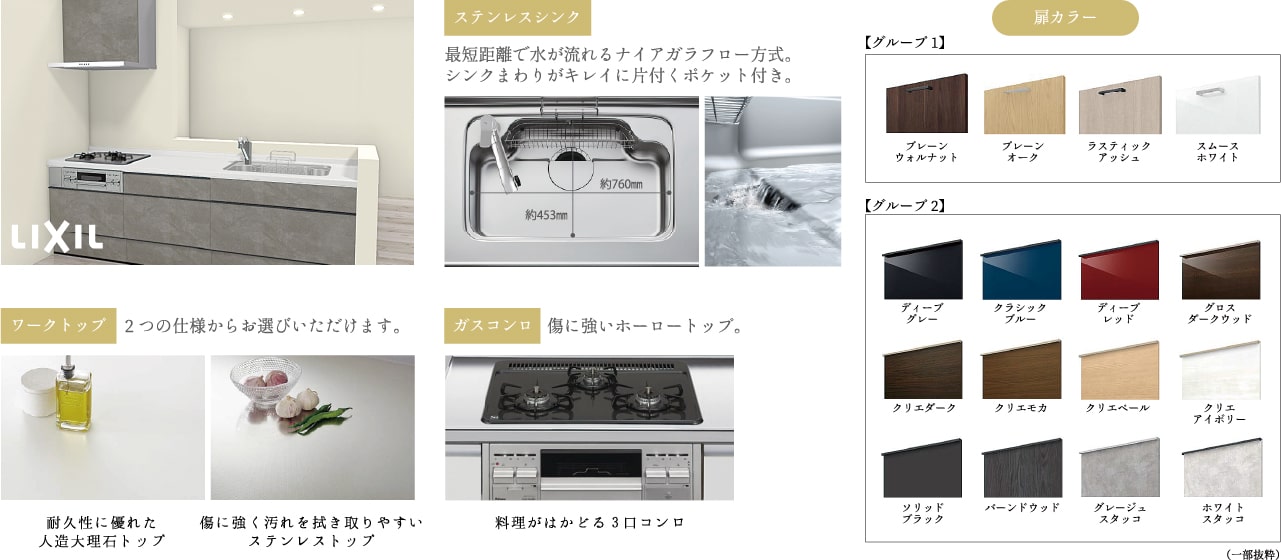 LIXIL
ステンレスシンク
最短距離で水が流れるナイアガラフロー方式。
シンクまわりがキレイに片付くポケット付き。
約760mm
約453mm
ワークトップ
2つの仕様からお選びいただけます。
耐久性に優れた
人造大理石トップ
傷に強く汚れを拭き取りやすい
ステンレストップ
ガスコンロ
傷に強いホーロートップ。
料理がはかどる3口コンロ
扉カラー
【グループ1】
プレーン
ウォルナット
プレーン
オーク
ラスティック
アッシュ
スムース
ホワイト
【グループ2】
ディープ
グレー
クラシック
ブルー
ディープ
レッド
グロス
ダークウッド
クリエダーク
クリエモカ
クリエペール
クリエ
アイボリー
ソリッド
ブラック
バーンドウッド
グレージュ
スタッコ
ホワイト
スタッコ
(一部抜粋)